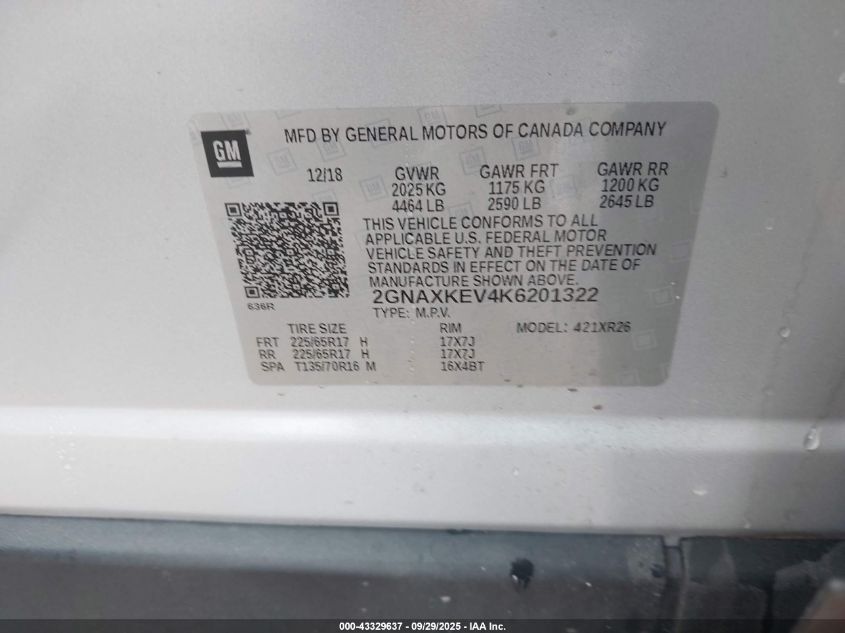 GM
MFD BY GENERAL MOTORS OF CANADA COMPANY
12/18 GVWR GAWR FRT GAWR RR
2025 KG 1175 KG 1200 KG
4464 LB 2590 LB 2645 LB
THIS VEHICLE CONFORMS TO ALL
APPLICABLE U.S. FEDERAL MOTOR
VEHICLE SAFETY AND THEFT PREVENTION
STANDARDS IN EFFECT ON THE DATE OF
MANUFACTURE SHOWN ABOVE.
636R
2GNAXKEV4K6201322
TYPE: M.P.V.
TIRE SIZE RIM MODEL: 421XR26
FRT 225/65R17 H 17X7J
RR 225/65R17 H 17X7J
SPA T135/70R16 M 16X4BT
000-43329637 - 09/29/2025 - IAA Inc.